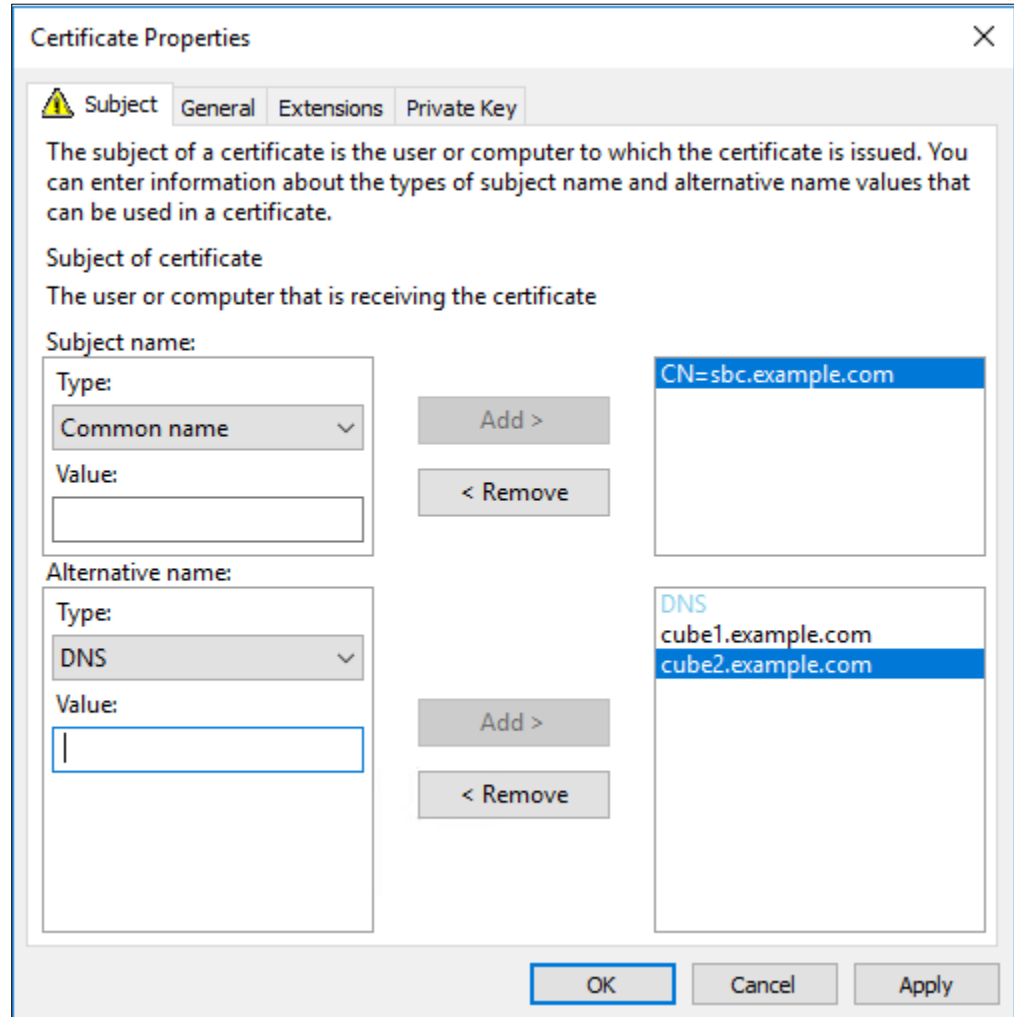 Certificate Properties
Subject General Extensions Private Key
The subject of a certificate is the user or computer to which the certificate is issued. You
can enter information about the types of subject name and alternative name values that
can be used in a certificate.
Subject of certificate
The user or computer that is receiving the certificate
Subject name:
Type:
Common name
Value:
Add >
< Remove
CN=sbc.example.com
Alternative name:
Type:
DNS
Value:
Add >
< Remove
DNS
cube1.example.com
cube2.example.com
OK Cancel Apply